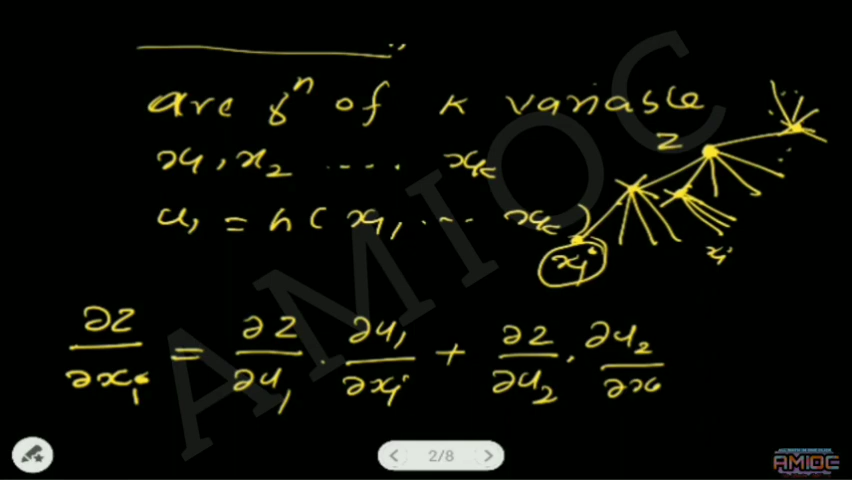 are fⁿ of k variable
x₁, x₂ .... xₖ
z
u₁ = h( x₁, ... xₖ )
xᵢ
xᵢ
∂z/∂xᵢ = ∂z/∂u₁ . ∂u₁/∂xᵢ + ∂z/∂u₂ . ∂u₂/∂x
AMIOC
2/8
AMIOC